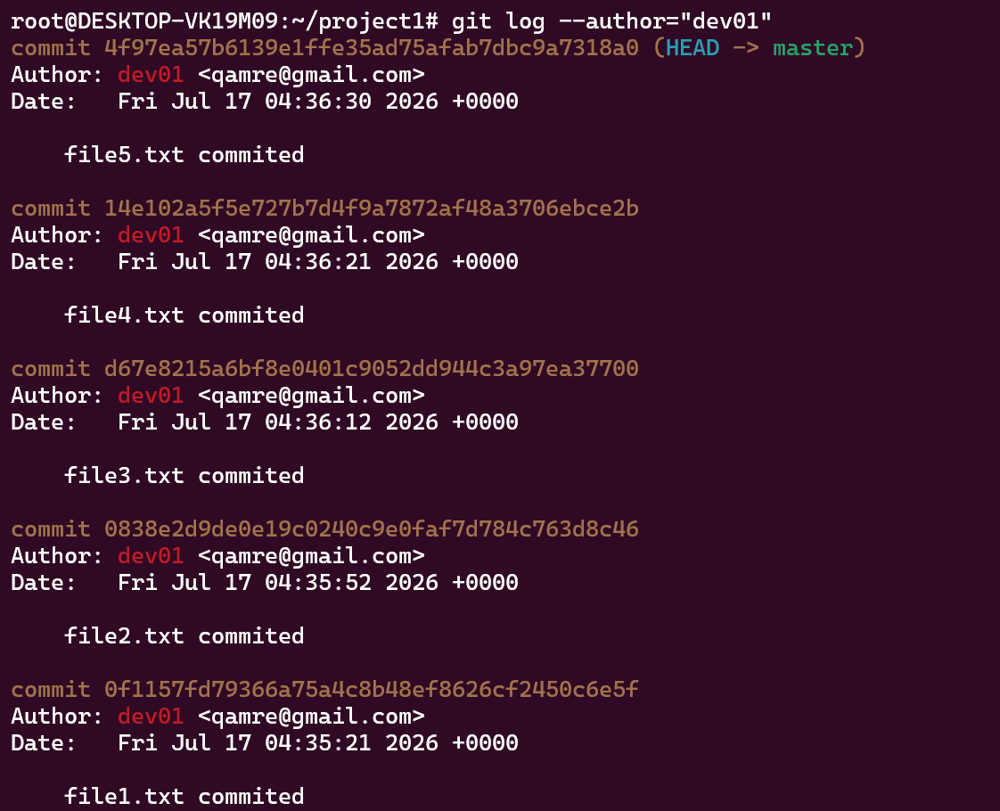 root@DESKTOP-VK19M09:~/project1# git log --author="dev01"
commit 4f97ea57b6139e1ffe35ad75afab7dbc9a7318a0 (HEAD -> master)
Author: dev01 <qamre@gmail.com>
Date:   Fri Jul 17 04:36:30 2026 +0000
    file5.txt commited
commit 14e102a5f5e727b7d4f9a7872af48a3706ebce2b
Author: dev01 <qamre@gmail.com>
Date:   Fri Jul 17 04:36:21 2026 +0000
    file4.txt commited
commit d67e8215a6bf8e0401c9052dd944c3a97ea37700
Author: dev01 <qamre@gmail.com>
Date:   Fri Jul 17 04:36:12 2026 +0000
    file3.txt commited
commit 0838e2d9de0e19c0240c9e0faf7d784c763d8c46
Author: dev01 <qamre@gmail.com>
Date:   Fri Jul 17 04:35:52 2026 +0000
    file2.txt commited
commit 0f1157fd79366a75a4c8b48ef8626cf2450c6e5f
Author: dev01 <qamre@gmail.com>
Date:   Fri Jul 17 04:35:21 2026 +0000
    file1.txt commited